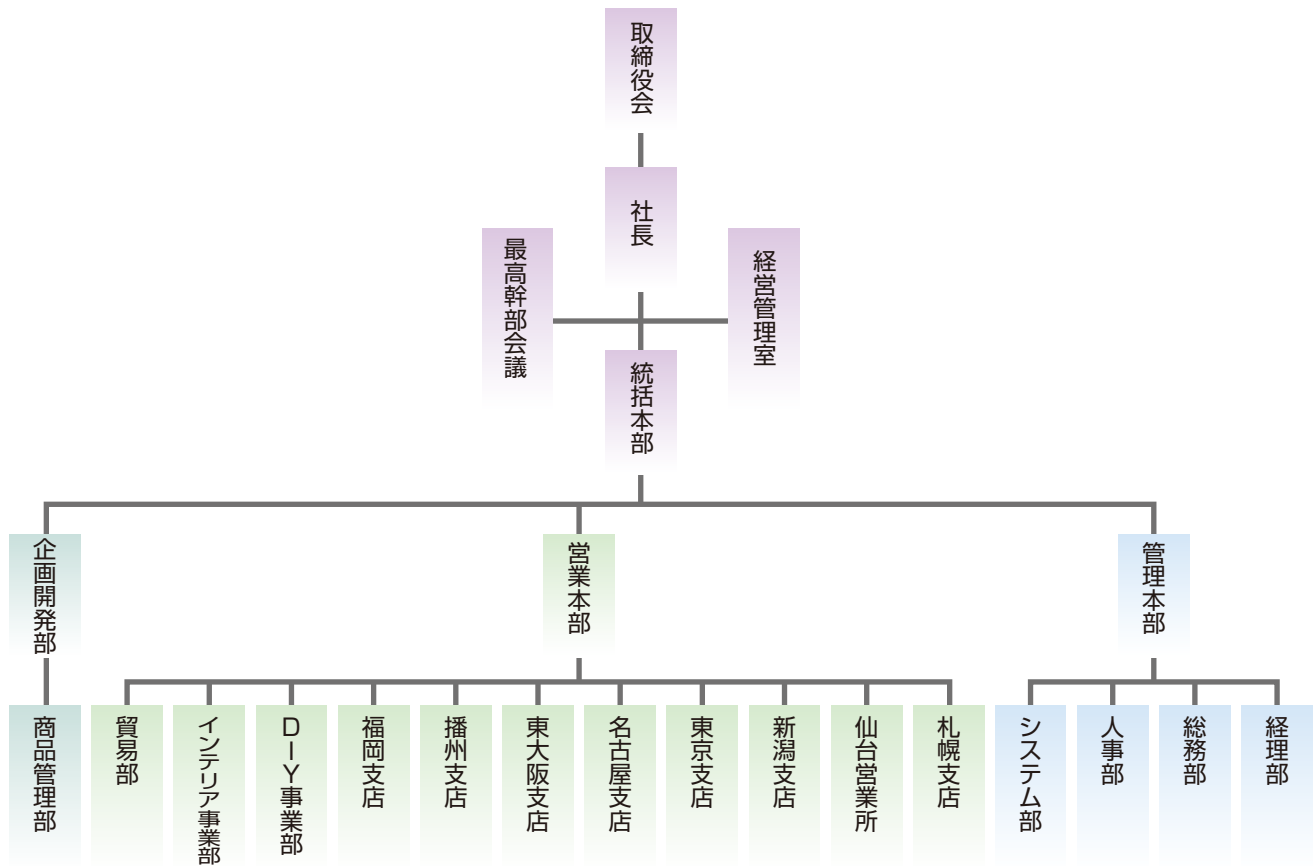 取締役会
社長
最高幹部会議
経営管理室
統括本部
企画開発部
営業本部
管理本部
商品管理部
貿易部
インテリア事業部
DIY事業部
福岡支店
播州支店
東大阪支店
名古屋支店
東京支店
新潟支店
仙台営業所
札幌支店
システム部
人事部
総務部
経理部